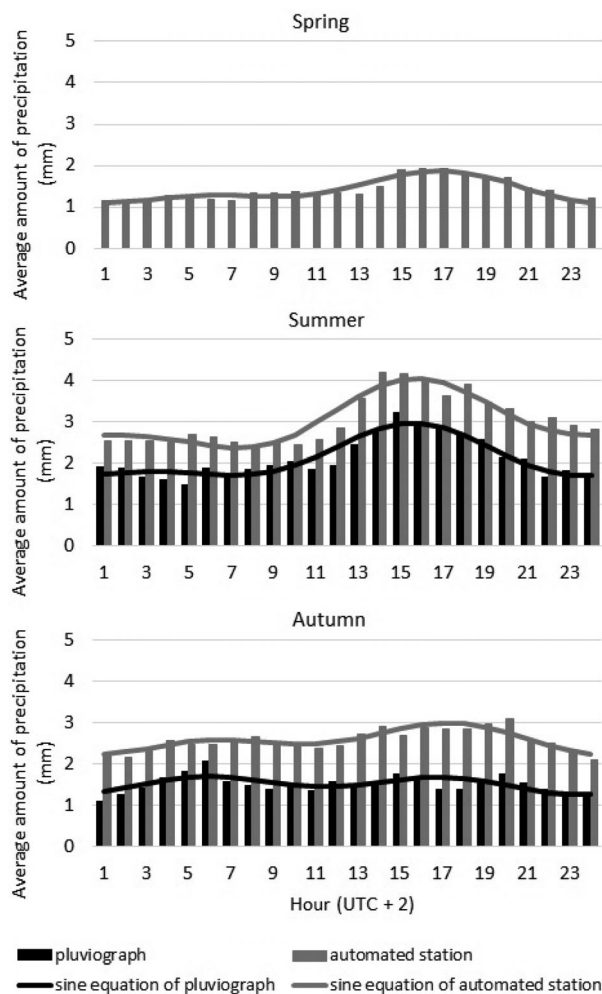 Spring
Average amount of precipitation
(mm)
5
4
3
2
1
0
1 3 5 7 9 11 13 15 17 19 21 23
Summer
Average amount of precipitation
(mm)
5
4
3
2
1
0
1 3 5 7 9 11 13 15 17 19 21 23
Autumn
Average amount of precipitation
(mm)
5
4
3
2
1
0
1 3 5 7 9 11 13 15 17 19 21 23
Hour (UTC + 2)
pluviograph automated station
sine equation of pluviograph sine equation of automated station